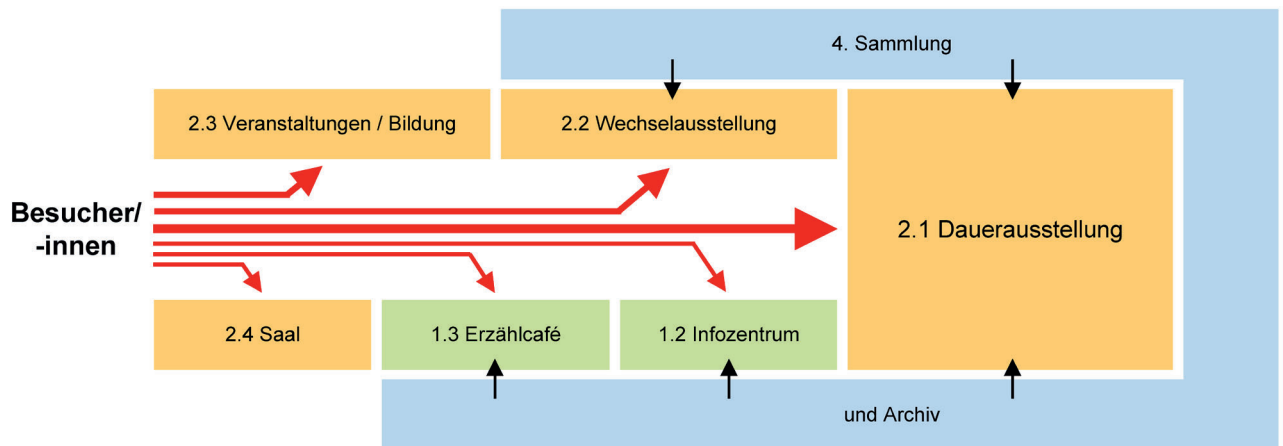 4. Sammlung
2.3 Veranstaltungen / Bildung
2.2 Wechselausstellung
Besucher/
-innen
2.1 Dauerausstellung
2.4 Saal
1.3 Erzählcafé
1.2 Infozentrum
und Archiv